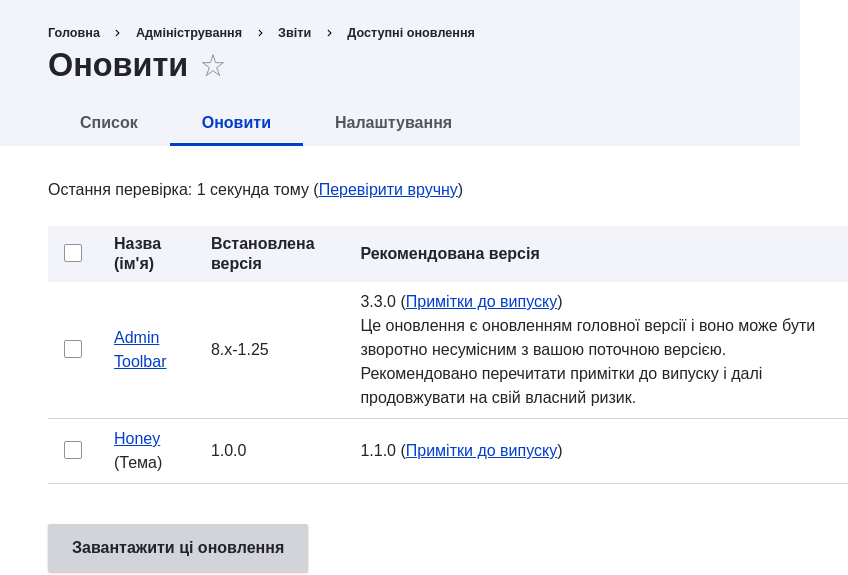 Головна › Адміністрування › Звіти › Доступні оновлення
Оновити ☆
Список Оновити Налаштування
Остання перевірка: 1 секунда тому (Перевірити вручну)
Назва (ім'я) Встановлена версія Рекомендована версія
Admin Toolbar 8.x-1.25 3.3.0 (Примітки до випуску)
Це оновлення є оновленням головної версії і воно може бути
зворотно несумісним з вашою поточною версією.
Рекомендовано перечитати примітки до випуску і далі
продовжувати на свій власний ризик.
Honey (Тема) 1.0.0 1.1.0 (Примітки до випуску)
Завантажити ці оновлення